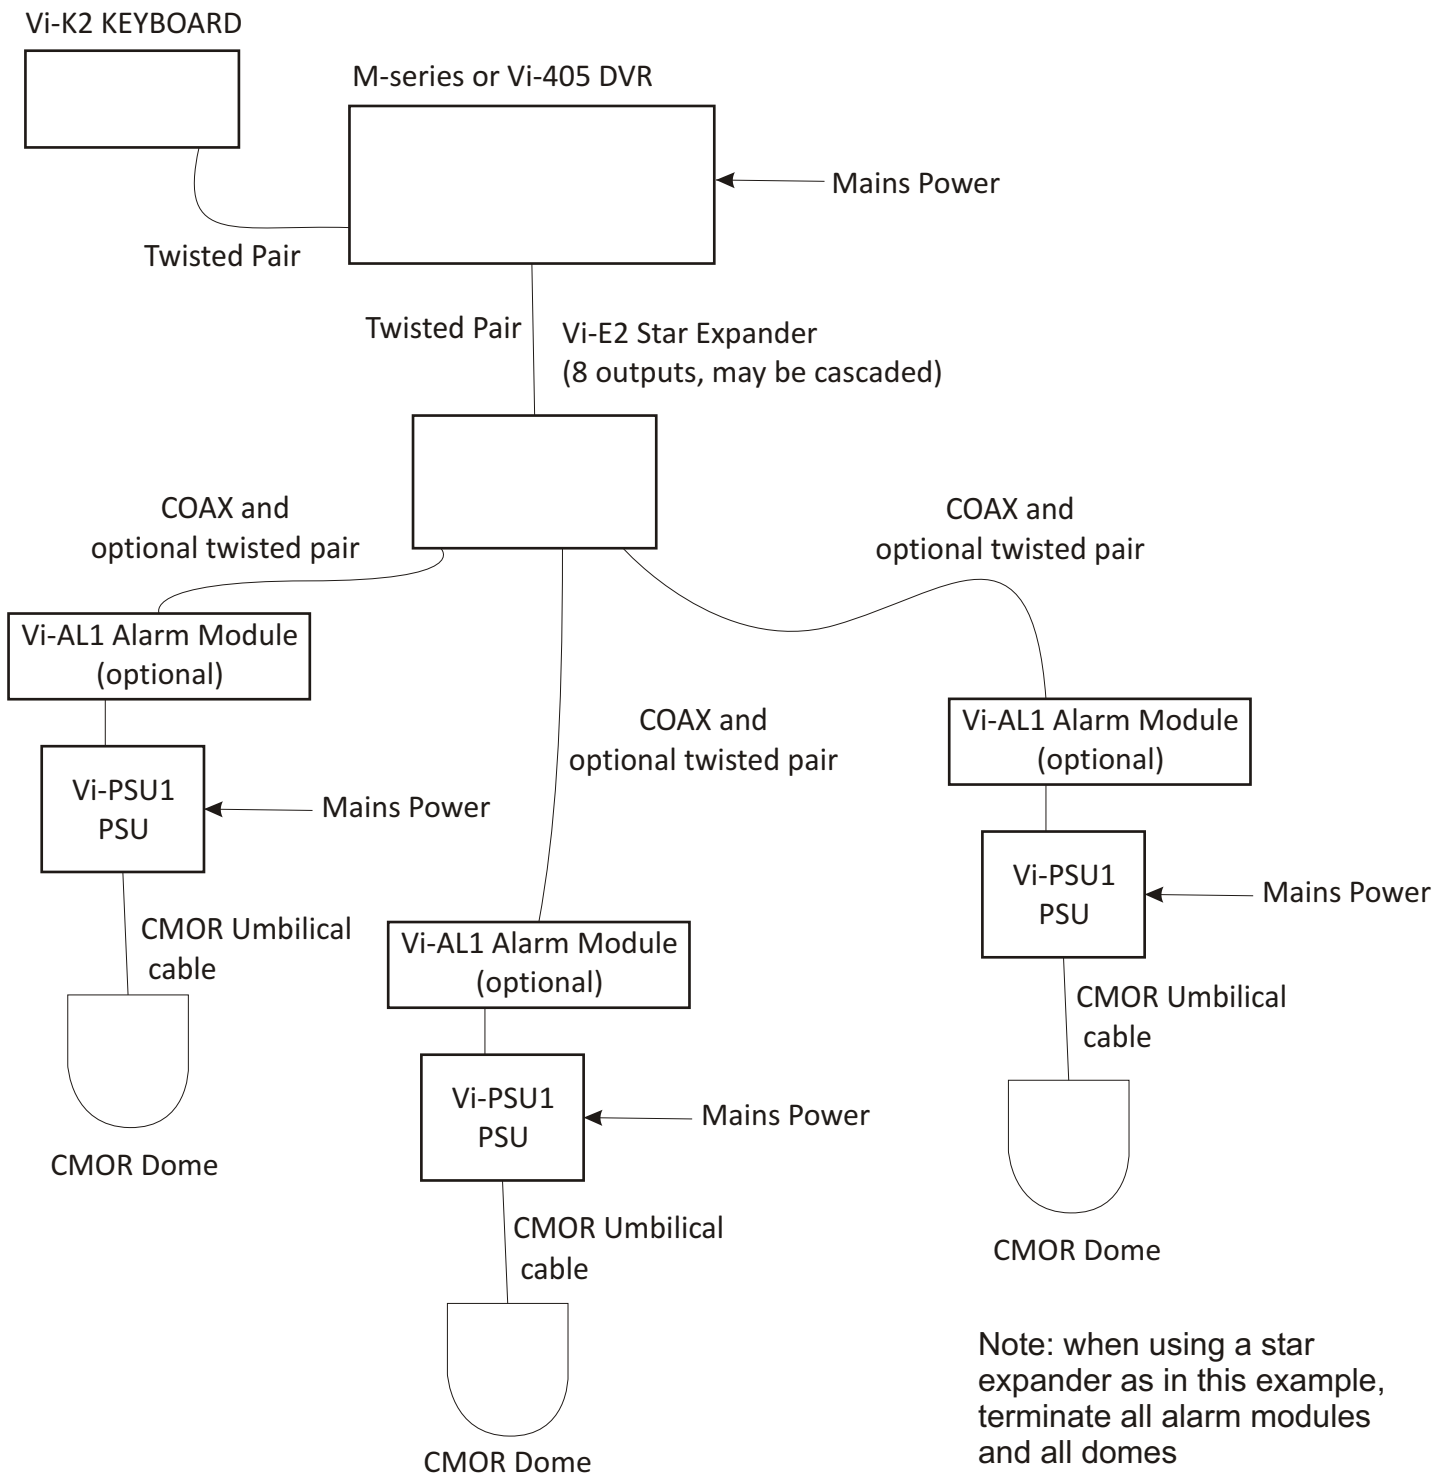 Vi-K2 KEYBOARD
M-series or Vi-405 DVR
Mains Power
Twisted Pair
Twisted Pair
Vi-E2 Star Expander
(8 outputs, may be cascaded)
COAX and
optional twisted pair
COAX and
optional twisted pair
Vi-AL1 Alarm Module
(optional)
COAX and
optional twisted pair
Vi-AL1 Alarm Module
(optional)
Vi-PSU1
PSU
Mains Power
Vi-PSU1
PSU
Mains Power
CMOR Umbilical
cable
Vi-AL1 Alarm Module
(optional)
CMOR Umbilical
cable
Vi-PSU1
PSU
Mains Power
CMOR Dome
CMOR Umbilical
cable
CMOR Dome
CMOR Dome
Note: when using a star
expander as in this example,
terminate all alarm modules
and all domes